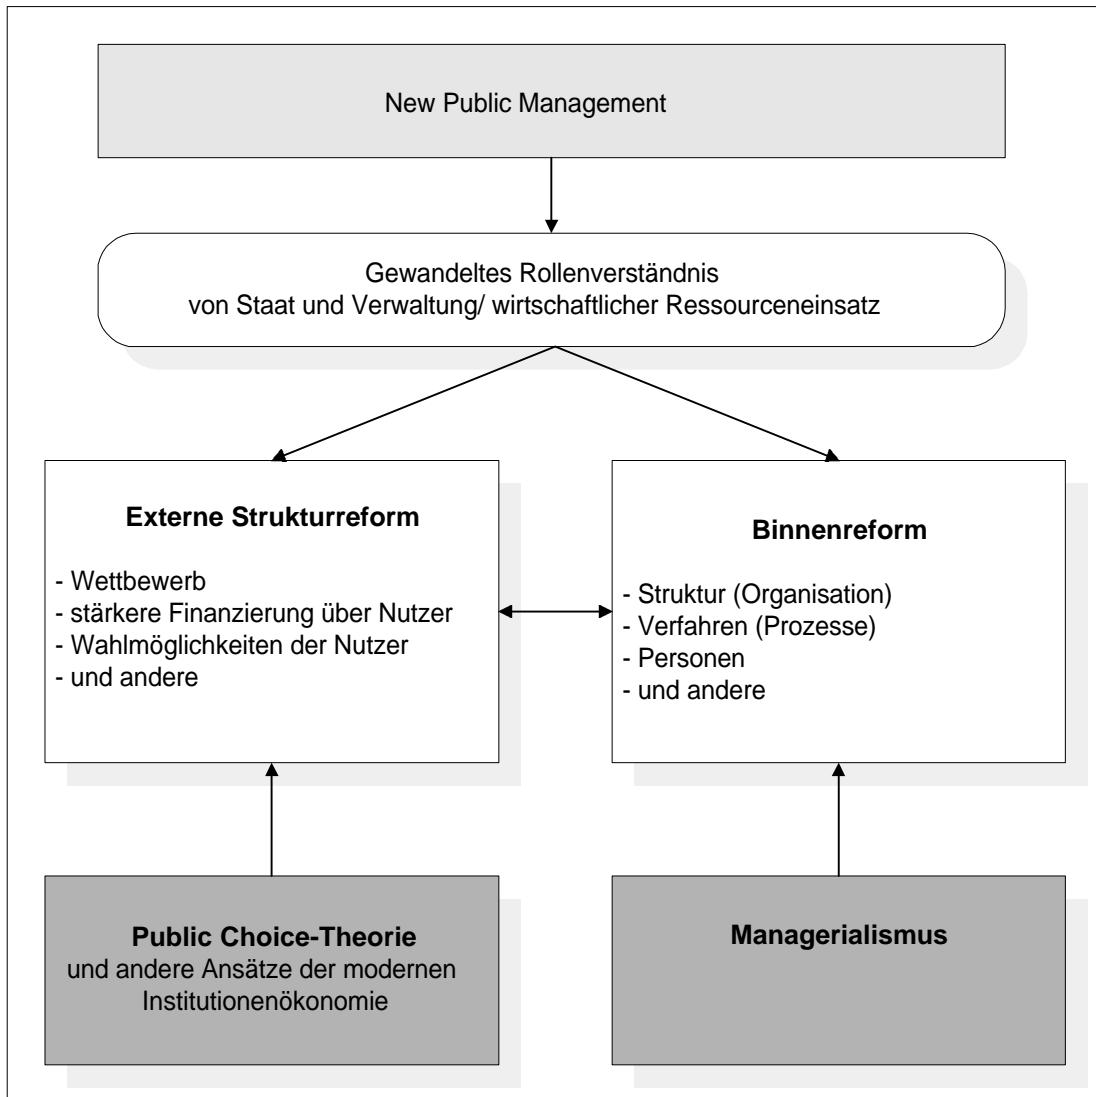 New Public Management
Gewandeltes Rollenverständnis
von Staat und Verwaltung/ wirtschaftlicher Ressourceneinsatz
Externe Strukturreform
- Wettbewerb
- stärkere Finanzierung über Nutzer
- Wahlmöglichkeiten der Nutzer
- und andere
Binnenreform
- Struktur (Organisation)
- Verfahren (Prozesse)
- Personen
- und andere
Public Choice-Theorie
und andere Ansätze der modernen
Institutionenökonomie
Managerialismus